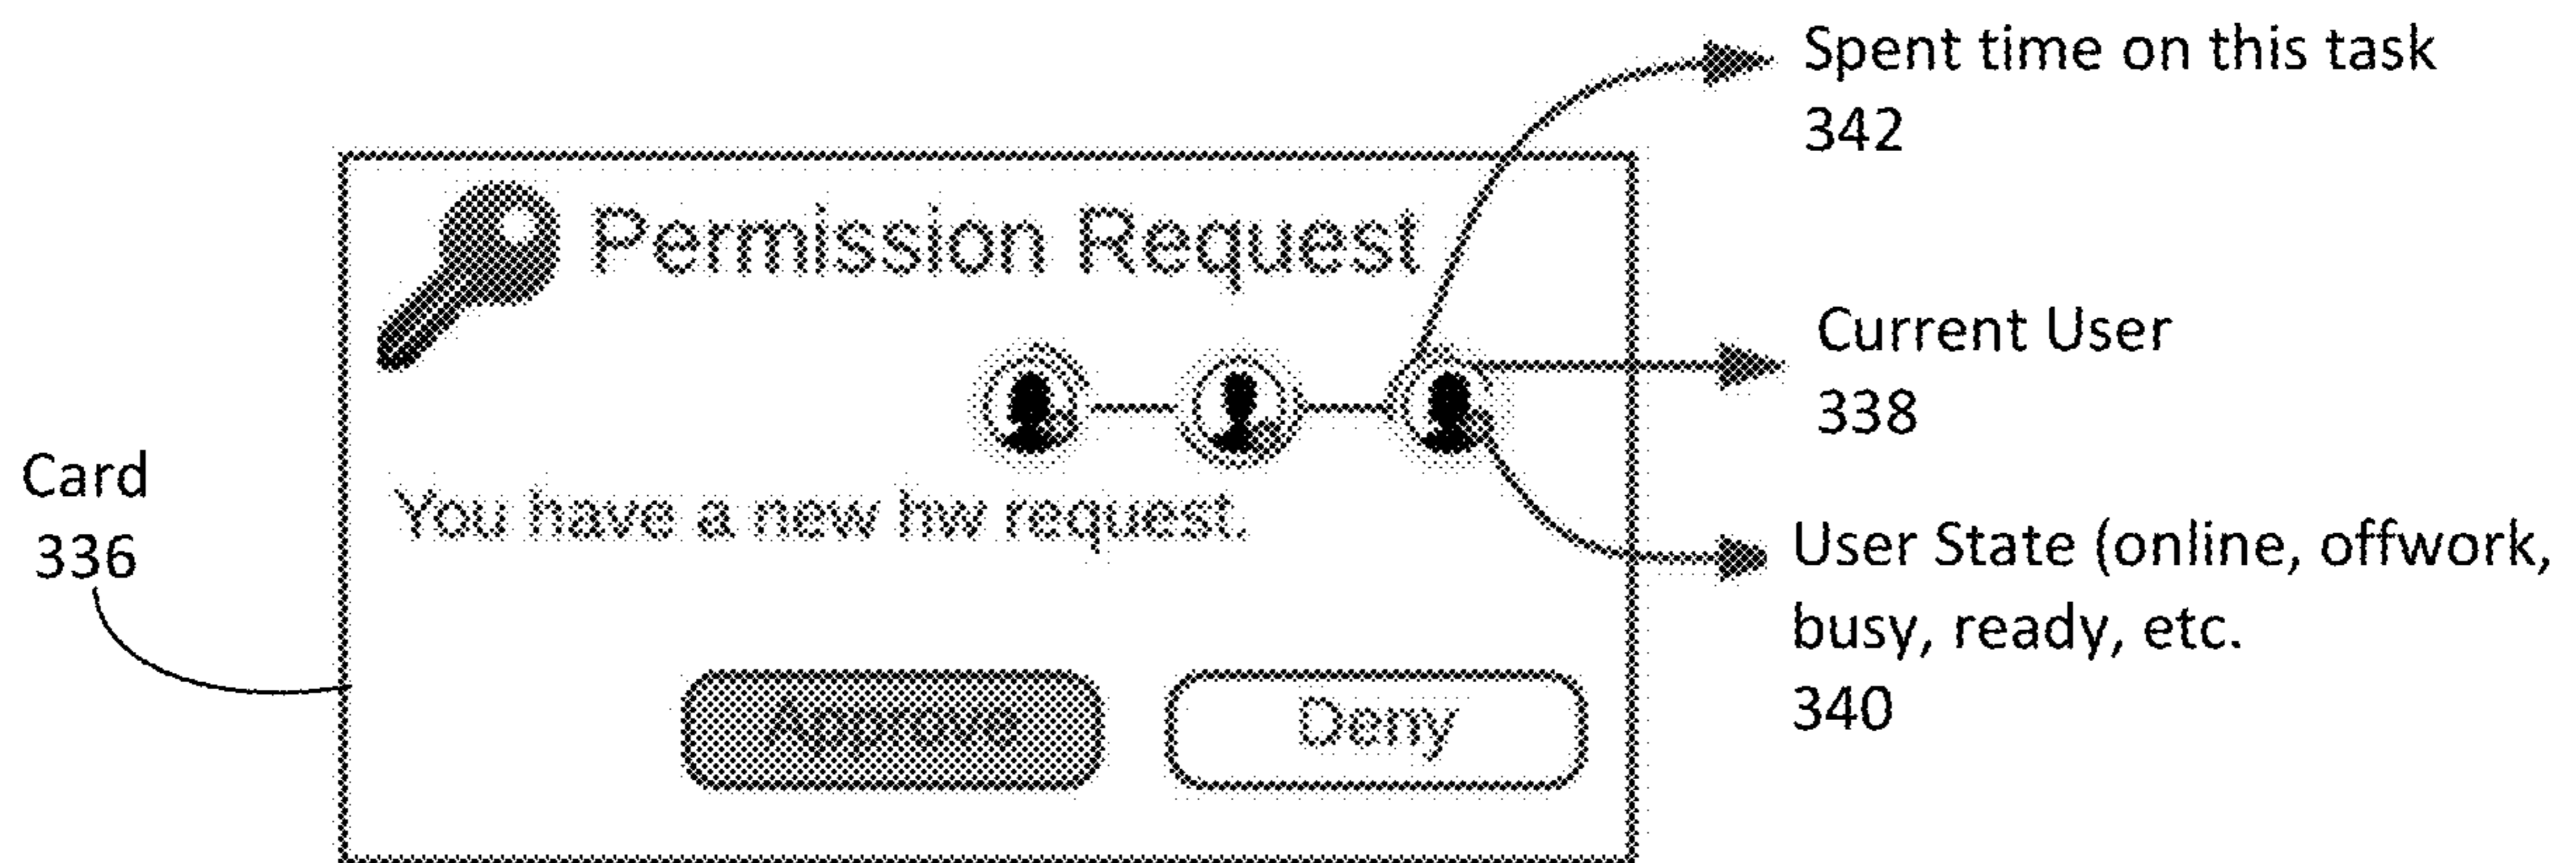 Spent time on this task
342
Permission Request
Current User
338
Card
336
You have a new hw request.
User State (online, offwork,
busy, ready, etc.
340
Approve
Deny